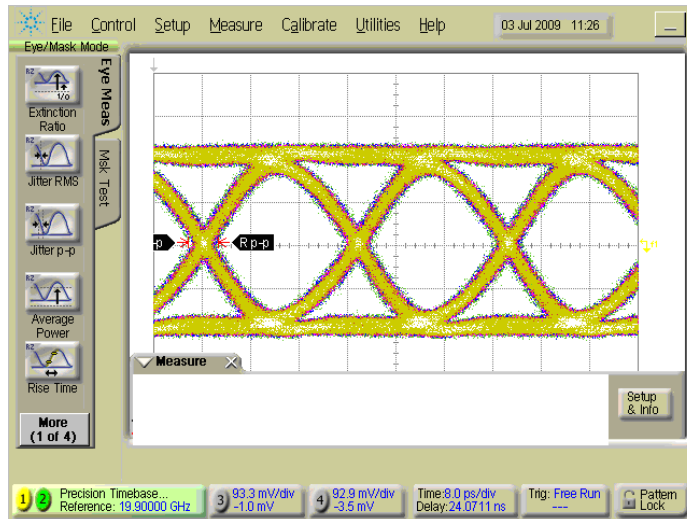 File Control Setup Measure Calibrate Utilities Help 03 Jul 2009 11:26
Eye/Mask Mode
Eye Meas
Msk Test
Extinction
Ratio
Jitter RMS
Jitter p-p
Average
Power
Rise Time
More
(1 of 4)
R p-p
Measure
Setup
& Info
1 2 Precision Timebase...
Reference: 19.90000 GHz
3 93.3 mV/div
-1.0 mV
4 92.9 mV/div
-3.5 mV
Time:8.0 ps/div
Delay:24.0711 ns
Trig: Free Run
---
Pattern
Lock